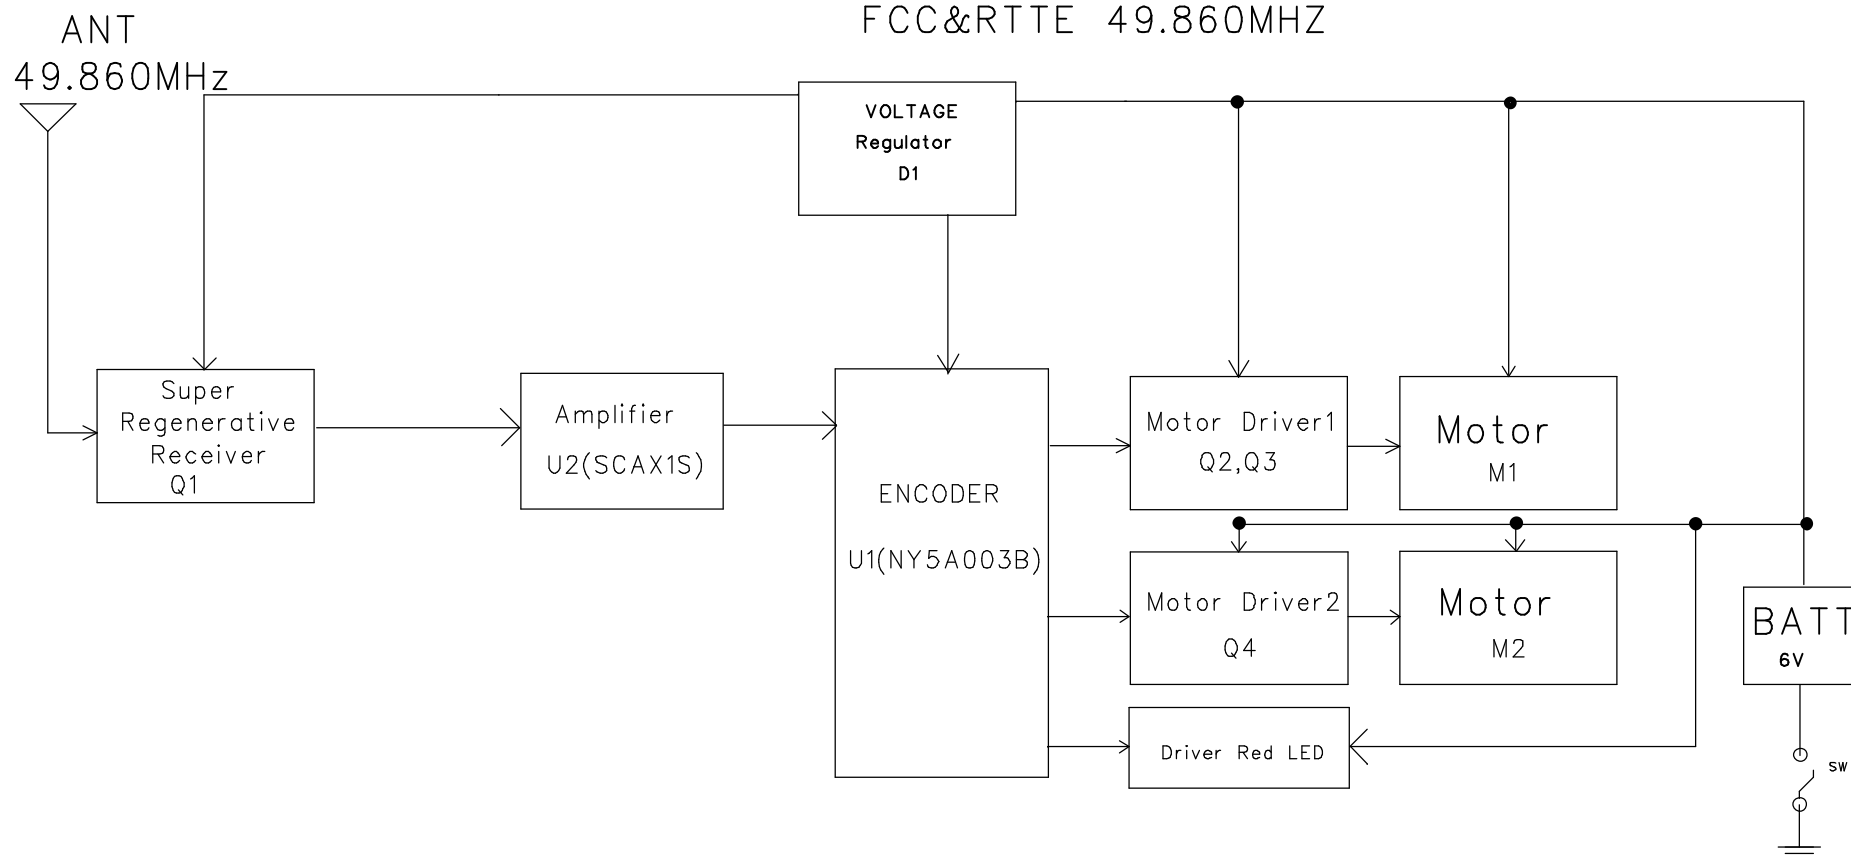 FCC&RTTE 49.860MHZ
ANT
49.860MHz
VOLTAGE
Regulator
D1
Super
Regenerative
Receiver
Q1
Amplifier
U2(SCAX1S)
ENCODER
U1(NY5A003B)
Motor Driver1
Q2,Q3
Motor
M1
Motor Driver2
Q4
Motor
M2
BATT
6V
Driver Red LED
SW